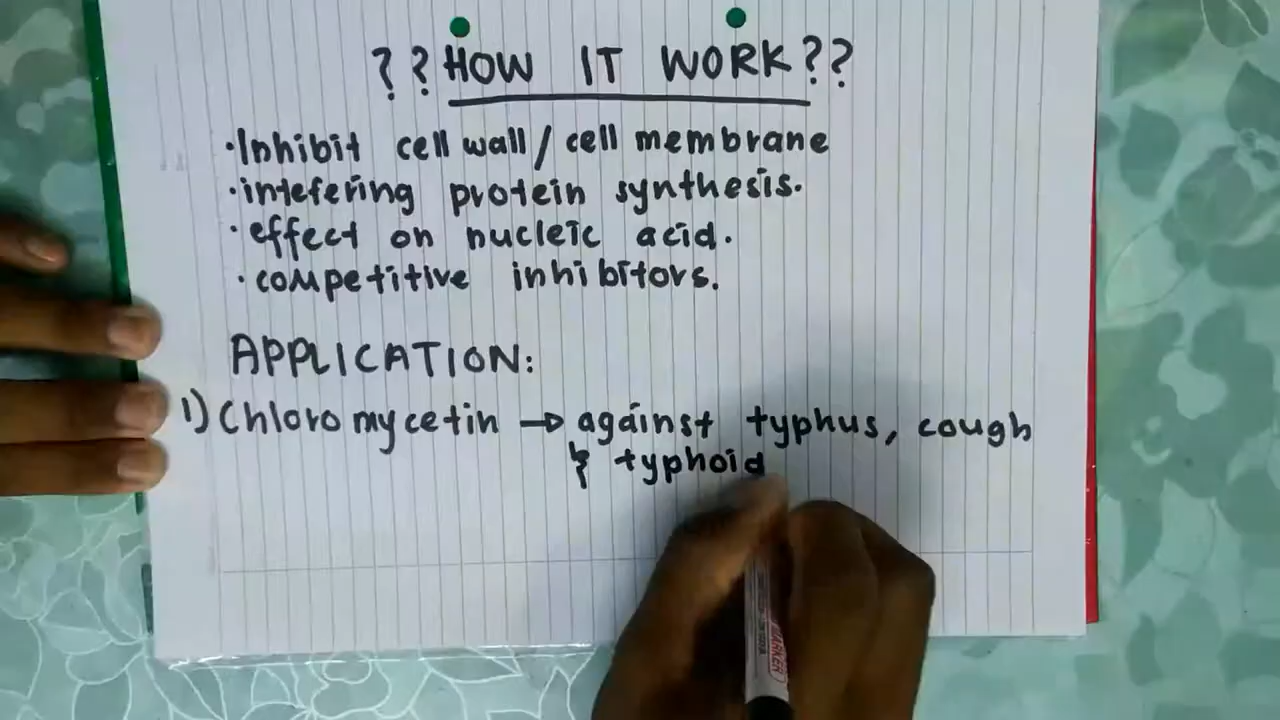 ??HOW IT WORK??
•Inhibit cell wall/cell membrane
•intefering protein synthesis.
•effect on nucleic acid.
•competitive inhibitors.
APPLICATION:
1) Chloromycetin → against typhus, cough
& typhoid
MARKER